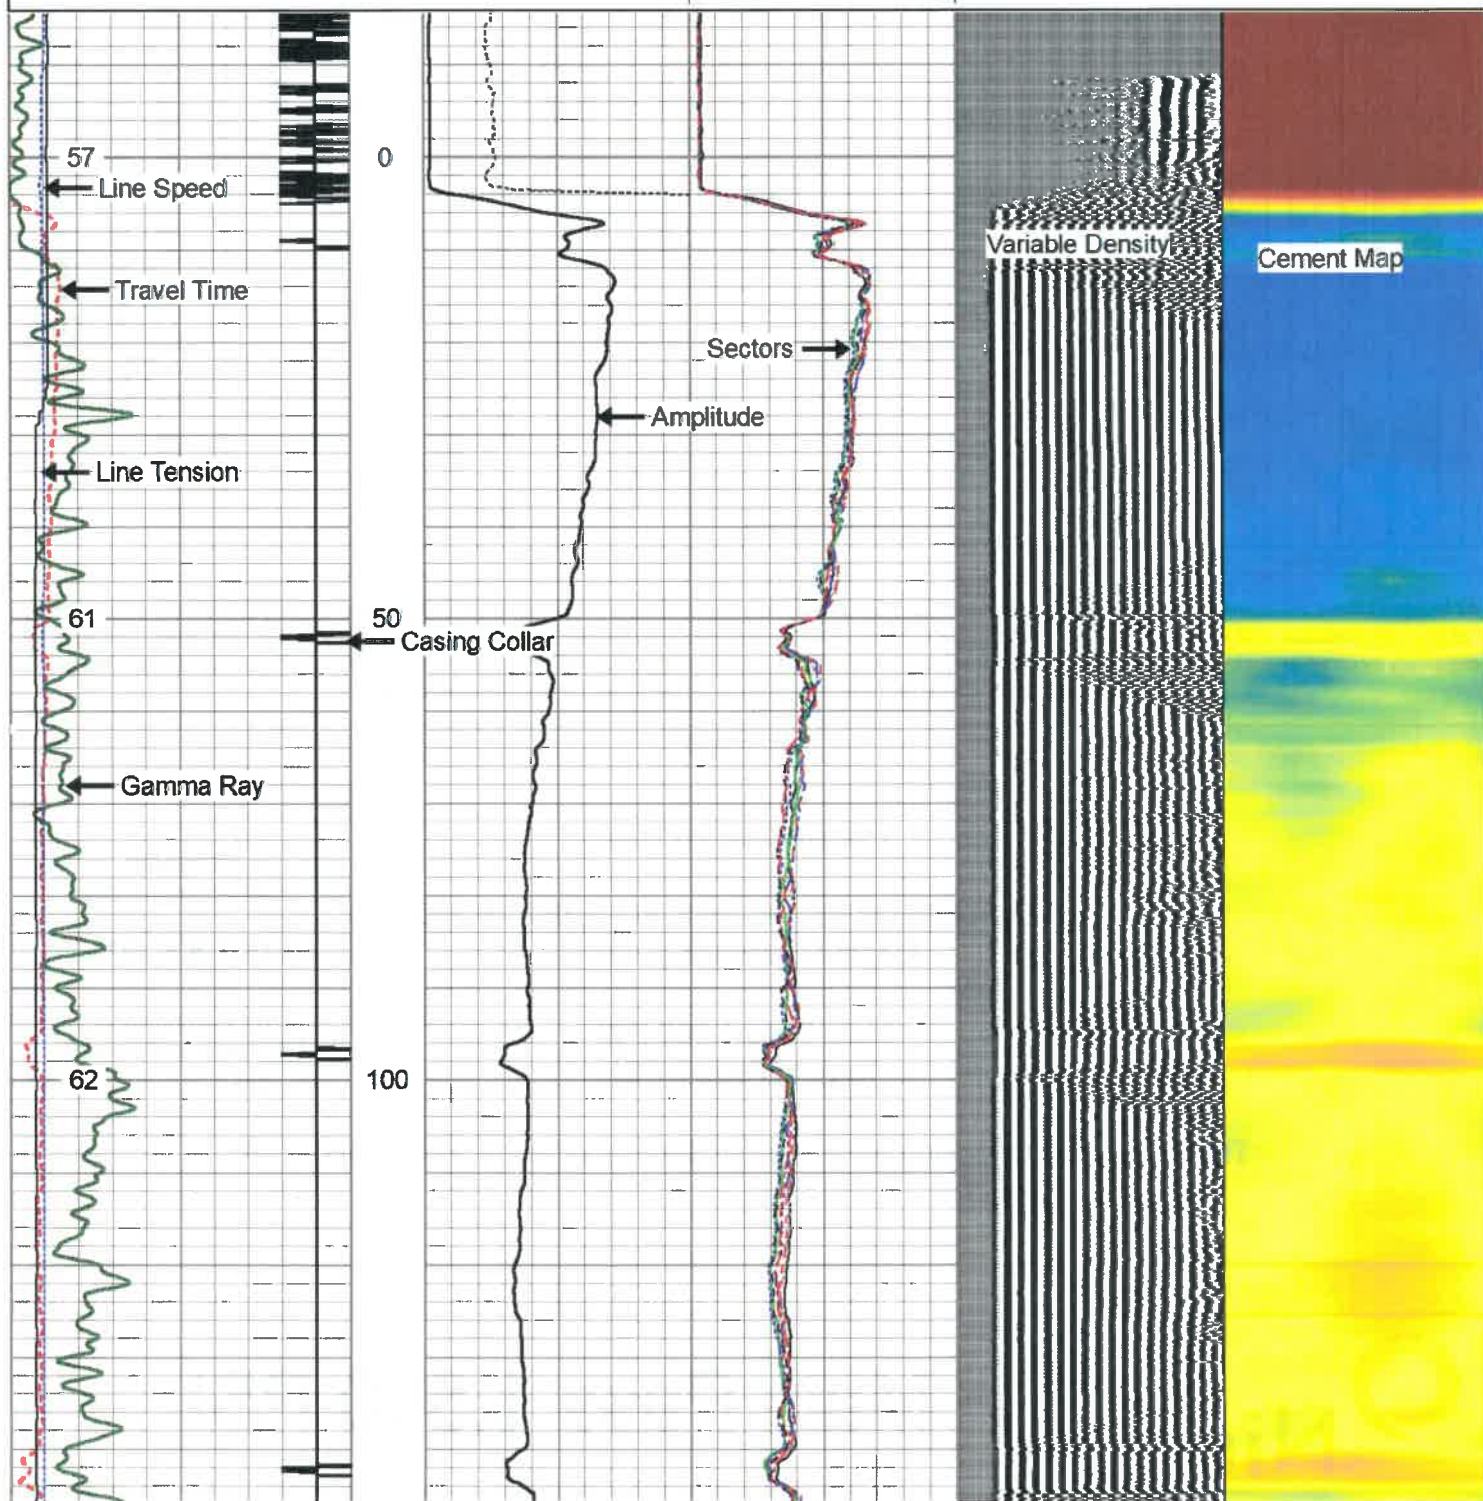 57
0
Line Speed
Variable Density
Cement Map
Travel Time
Sectors
Amplitude
Line Tension
61
50
Casing Collar
Gamma Ray
62
100